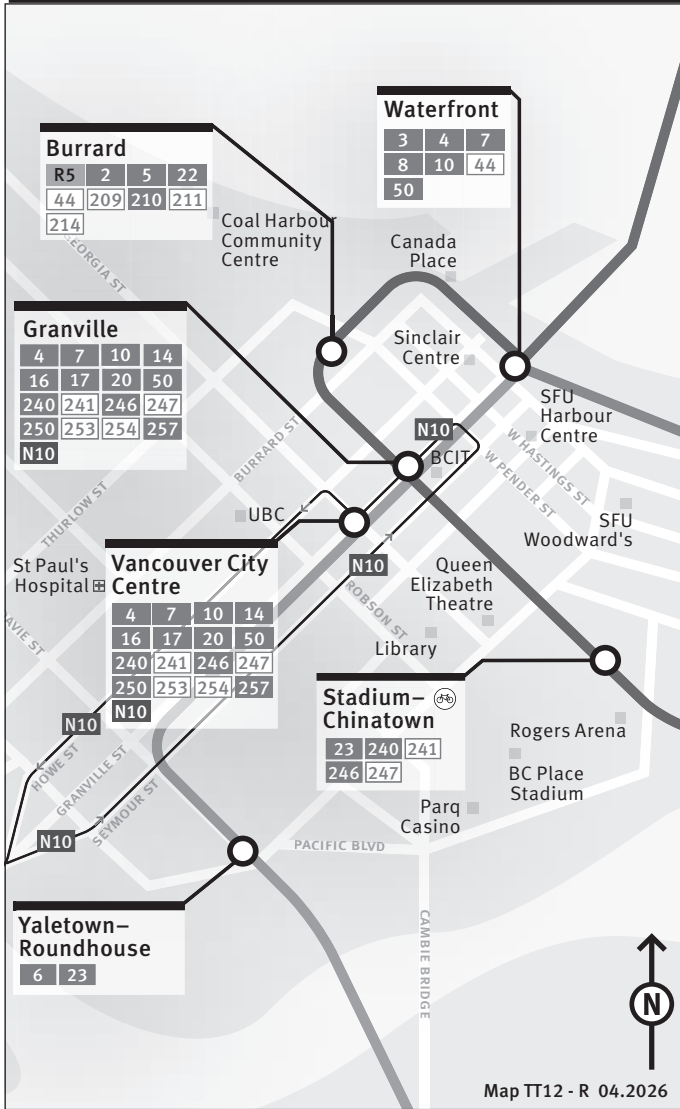 Waterfront
3 4 7
8 10 44
50
Burrard
R5 2 5 22
44 209 210 211
214
Coal Harbour
Community
Centre
Canada
Place
GEORGIA ST
Granville
4 7 10 14
16 17 20 50
240 241 246 247
250 253 254 257
N10
Sinclair
Centre
SFU
Harbour
Centre
N10
BCIT
BURRARD ST
W HASTINGS ST
W PENDER ST
THURLOW ST
UBC
SFU
Woodward's
St Paul's
Hospital
Vancouver City
Centre
4 7 10 14
16 17 20 50
240 241 246 247
250 253 254 257
N10
N10
Queen
Elizabeth
Theatre
ROBSON ST
Library
AVIE ST
Stadium–
Chinatown
23 240 241
246 247
N10
HOWE ST
GRANVILLE ST
SEYMOUR ST
N10
Rogers Arena
BC Place
Stadium
Parq
Casino
PACIFIC BLVD
Yaletown–
Roundhouse
6 23
CAMBIE BRIDGE
N
Map TT12 - R 04.2026